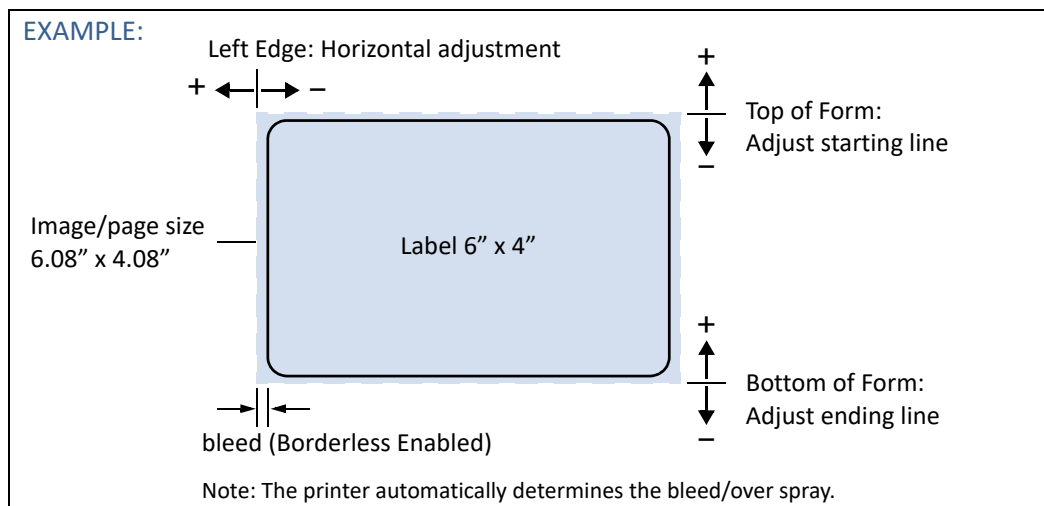 EXAMPLE:
Left Edge: Horizontal adjustment
+ –
+
Top of Form:
Adjust starting line
–
Image/page size
6.08” x 4.08”
Label 6” x 4”
+
Bottom of Form:
Adjust ending line
–
bleed (Borderless Enabled)
Note: The printer automatically determines the bleed/over spray.